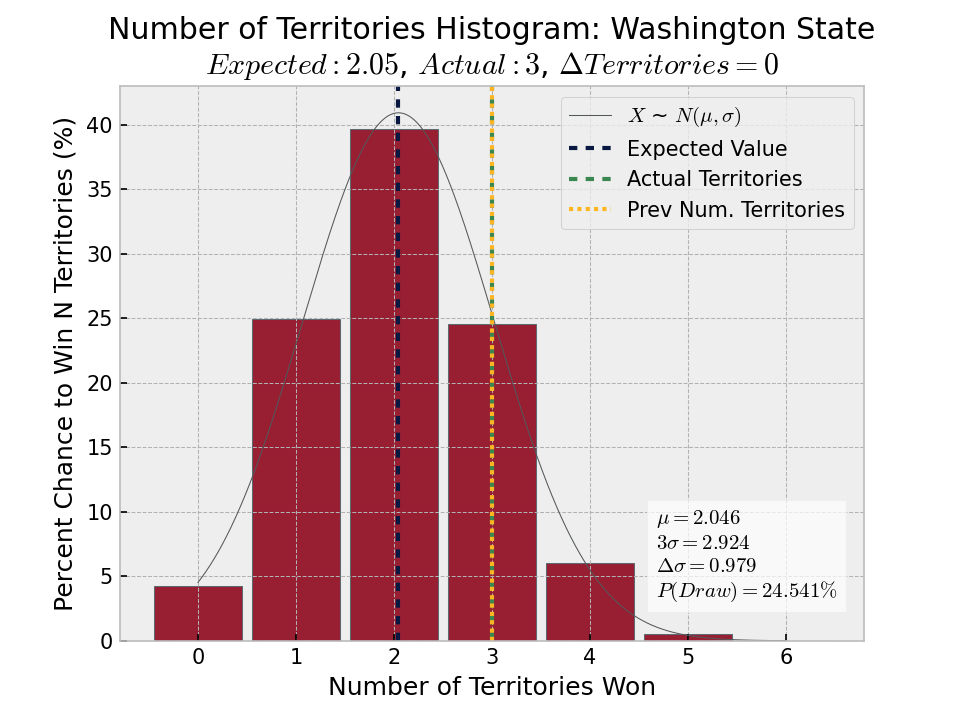 Number of Territories Histogram: Washington State
Expected: 2.05, Actual: 3, ΔTerritories = 0
Percent Chance to Win N Territories (%)
40
35
30
25
20
15
10
5
0
X ~ N(μ, σ)
Expected Value
Actual Territories
Prev Num. Territories
μ = 2.046
3σ = 2.924
Δσ = 0.979
P(Draw) = 24.541%
0 1 2 3 4 5 6
Number of Territories Won